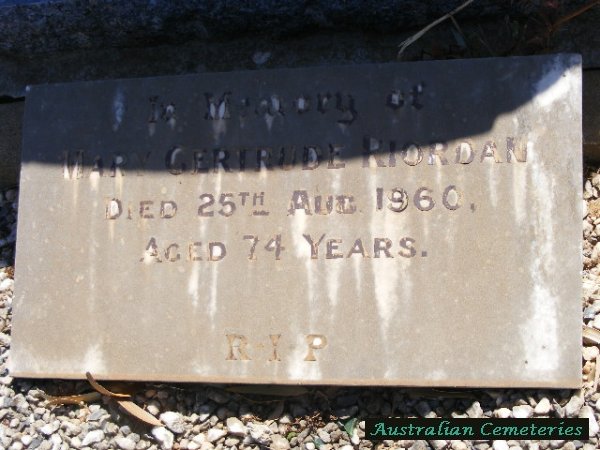 In Memory of
MARY GERTRUDE RIORDAN
DIED 25TH AUG. 1960,
AGED 74 YEARS.
R·I·P
Australian Cemeteries